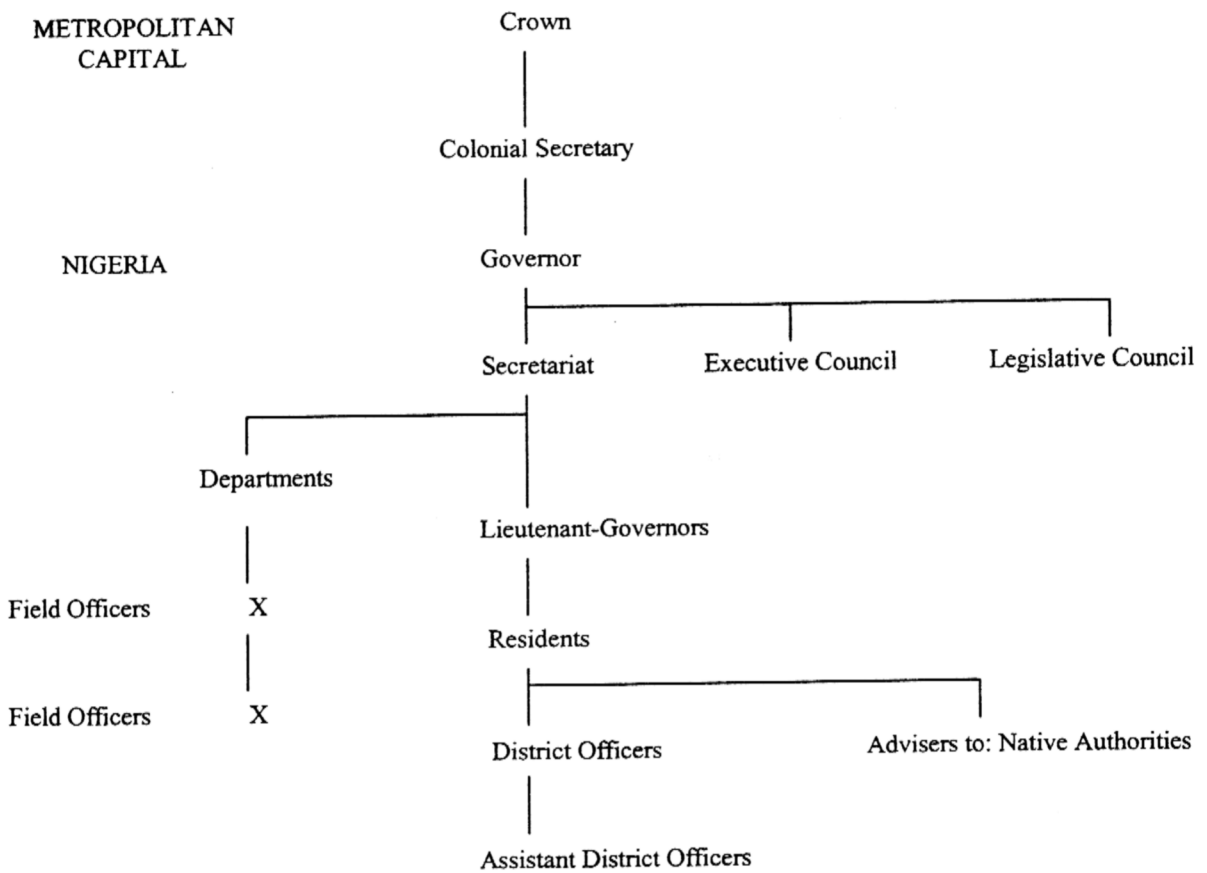 METROPOLITAN
CAPITAL
Crown
Colonial Secretary
NIGERIA
Governor
Secretariat
Executive Council
Legislative Council
Departments
Lieutenant-Governors
Field Officers
X
Residents
Field Officers
X
District Officers
Advisers to: Native Authorities
Assistant District Officers